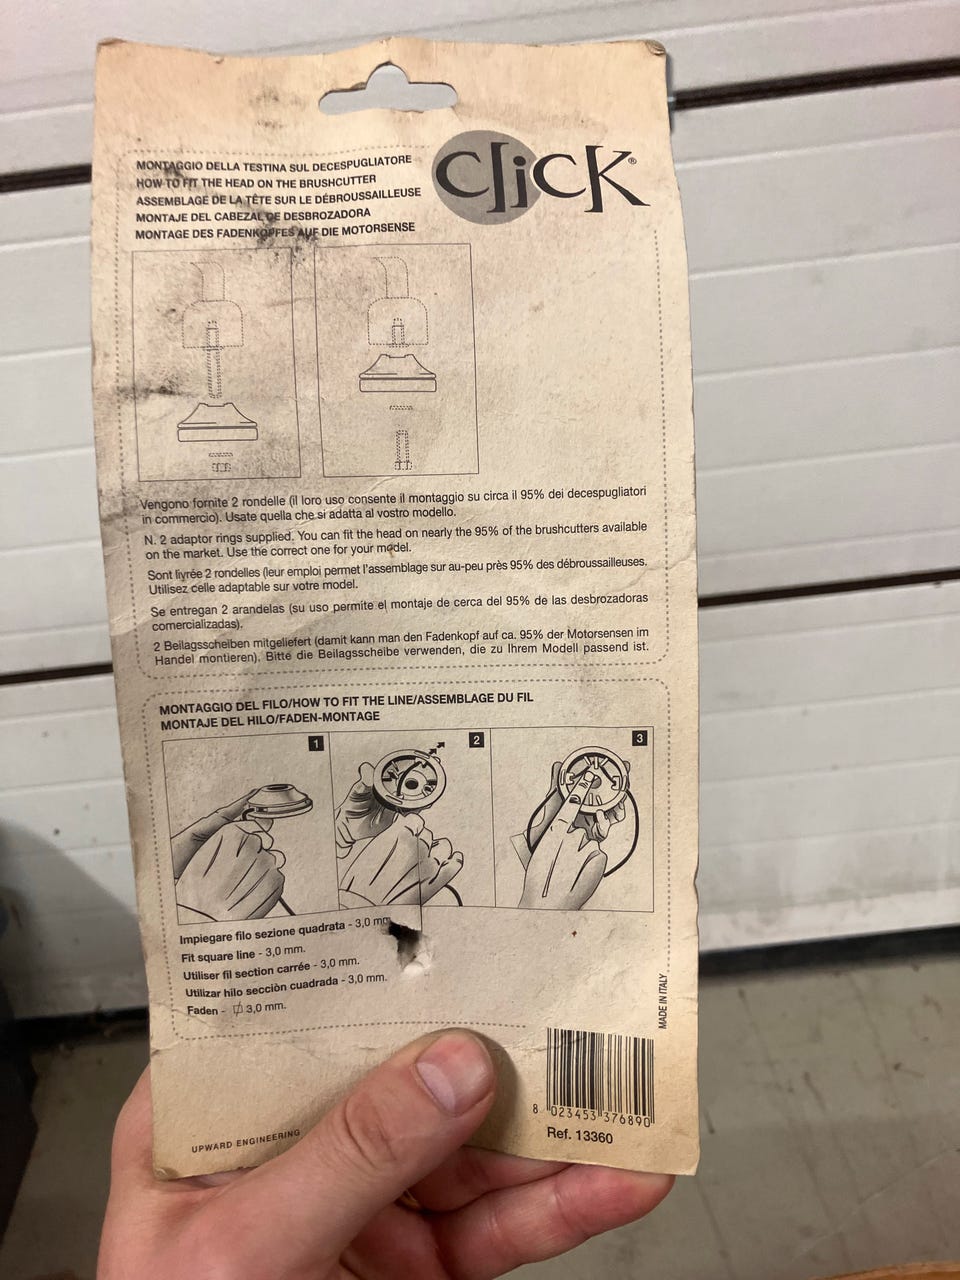 MONTAGGIO DELLA TESTINA SUL DECESPUGLIATORE
HOW TO FIT THE HEAD ON THE BRUSHCUTTER
ASSEMBLAGE DE LA TÊTE SUR LE DÉBROUSSAILLEUSE
MONTAJE DEL CABEZAL DE DESBROZADORA
MONTAGE DES FADENKOPFES AUF DIE MOTORSENSE
CLiCK®
Vengono fornite 2 rondelle (il loro uso consente il montaggio su circa il 95% dei decespugliatori
in commercio). Usate quella che si adatta al vostro modello.
N. 2 adaptor rings supplied. You can fit the head on nearly the 95% of the brushcutters available
on the market. Use the correct one for your model.
Sont livrée 2 rondelles (leur emploi permet l'assemblage sur au-peu près 95% des débroussailleuses.
Utilisez celle adaptable sur votre model.
Se entregan 2 arandelas (su uso permite el montaje de cerca del 95% de las desbrozadoras
comercializadas).
2 Beilagsscheiben mitgeliefert (damit kann man den Fadenkopf auf ca. 95% der Motorsensen im
Handel montieren). Bitte die Beilagsscheibe verwenden, die zu Ihrem Modell passend ist.
MONTAGGIO DEL FILO/HOW TO FIT THE LINE/ASSEMBLAGE DU FIL
MONTAJE DEL HILO/FADEN-MONTAGE
1
2
3
Impiegare filo sezione quadrata - 3,0 mm.
Fit square line - 3,0 mm.
Utiliser fil section carrée - 3,0 mm.
Utilizar hilo secciòn cuadrada - 3,0 mm.
Faden - 3,0 mm.
MADE IN ITALY
8 023453 376890
Ref. 13360
UPWARD ENGINEERING